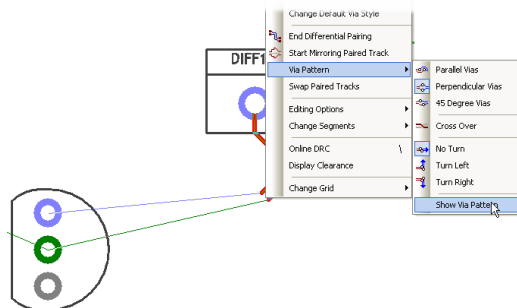 Change Default Via Style
End Differential Pairing
DIFF1
Start Mirroring Paired Track
Via Pattern
Parallel Vias
Swap Paired Tracks
Perpendicular Vias
45 Degree Vias
Editing Options
Change Segments
Cross Over
Online DRC \
No Turn
Display Clearance
Turn Left
Turn Right
Change Grid
Show Via Pattern